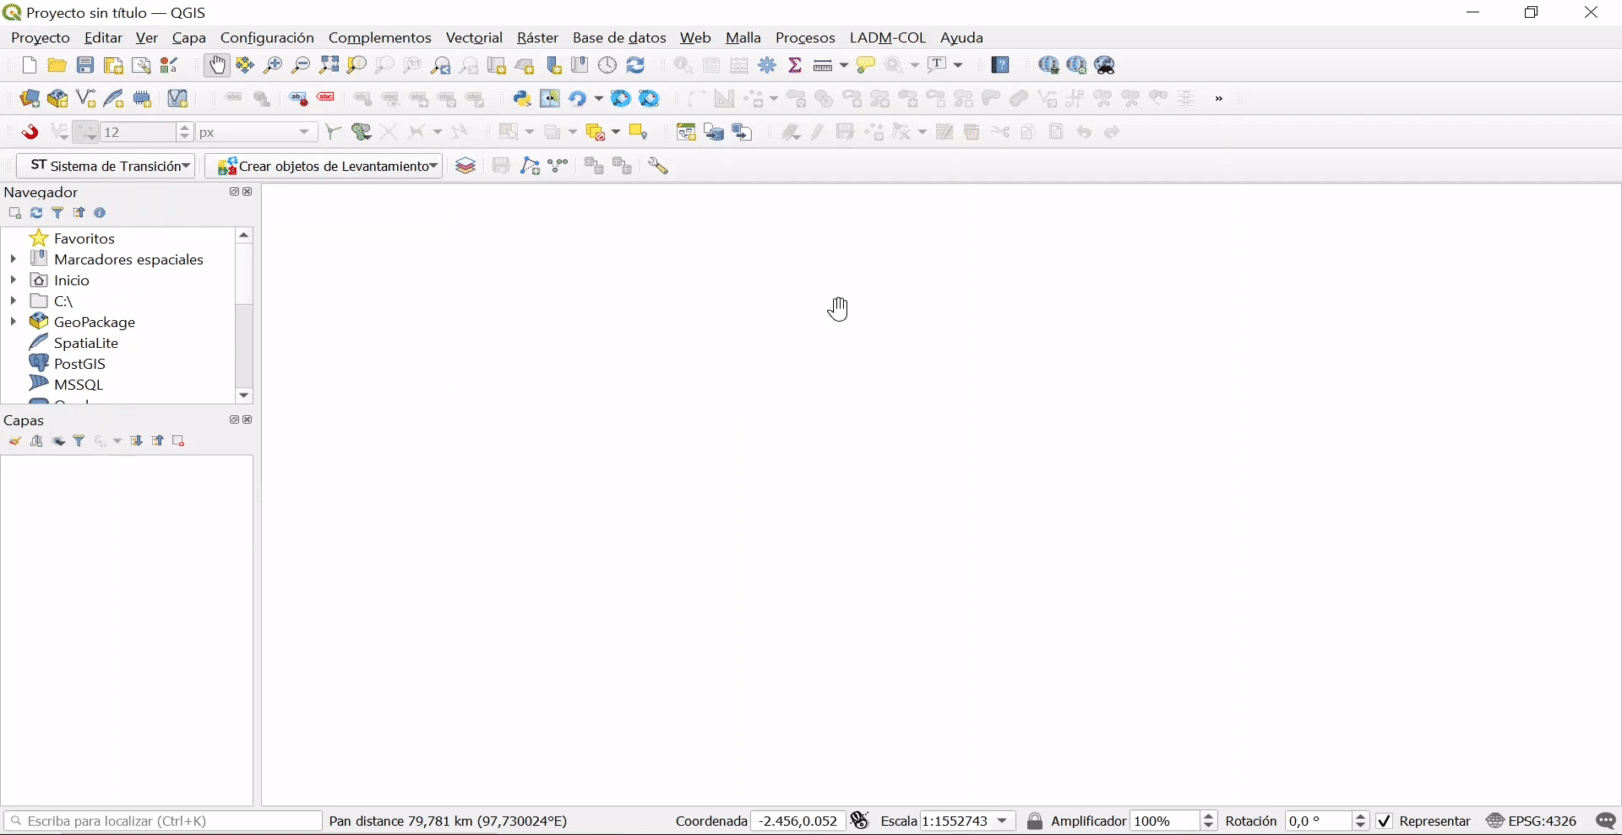 Proyecto sin título — QGIS
Proyecto Editar Ver Capa Configuración Complementos Vectorial Ráster Base de datos Web Malla Procesos LADM-COL Ayuda
12 px
ST Sistema de Transición Crear objetos de Levantamiento
Navegador
Favoritos
Marcadores espaciales
Inicio
C:\
GeoPackage
SpatiaLite
PostGIS
MSSQL
Capas
Escriba para localizar (Ctrl+K) Pan distance 79,781 km (97,730024°E) Coordenada -2.456,0.052 Escala 1:1552743 Amplificador 100% Rotación 0,0 ° Representar EPSG:4326